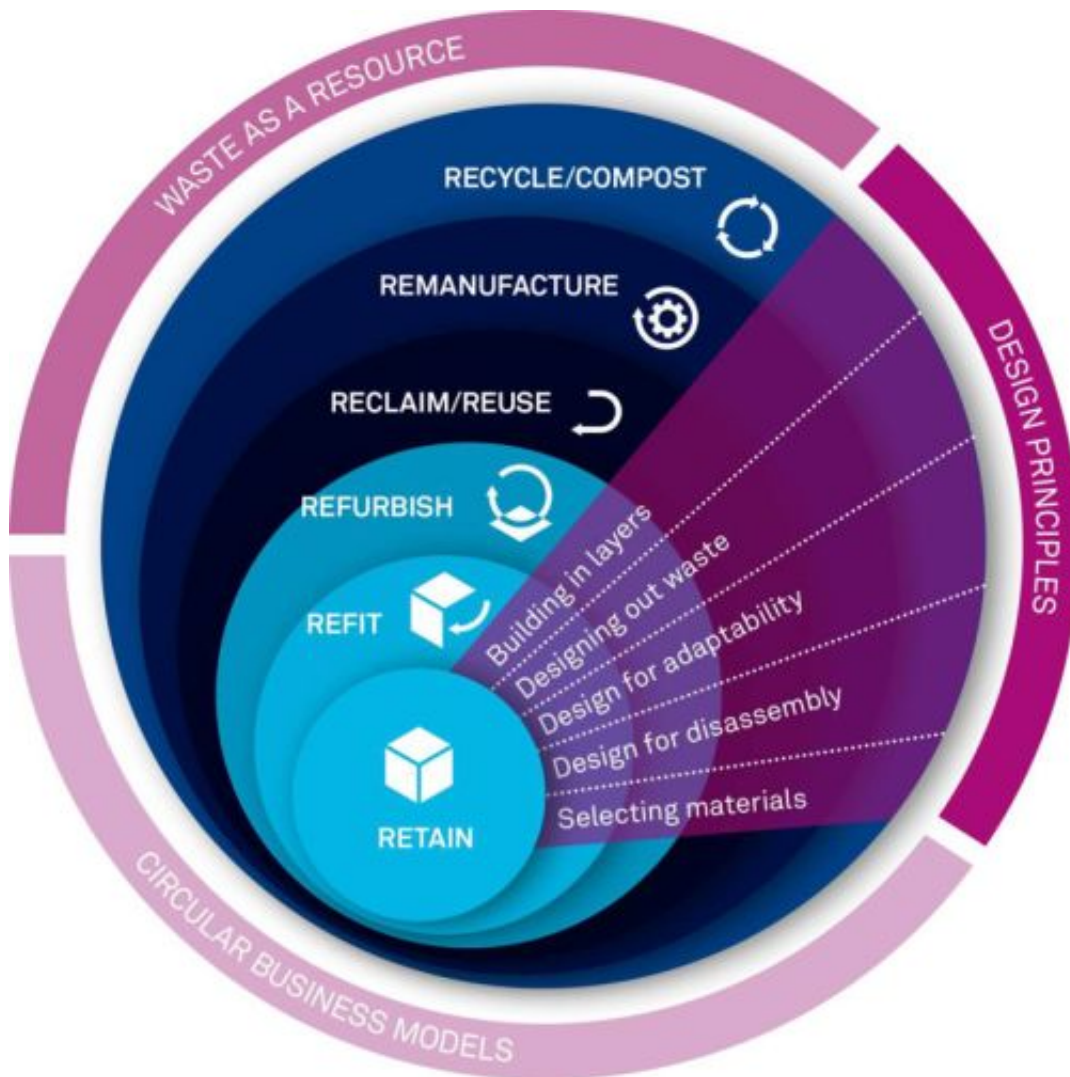 WASTE AS A RESOURCE
RECYCLE/COMPOST
REMANUFACTURE
RECLAIM/REUSE
REFURBISH
REFIT
RETAIN
Building in layers
Designing out waste
Design for adaptability
Design for disassembly
Selecting materials
DESIGN PRINCIPLES
CIRCULAR BUSINESS MODELS